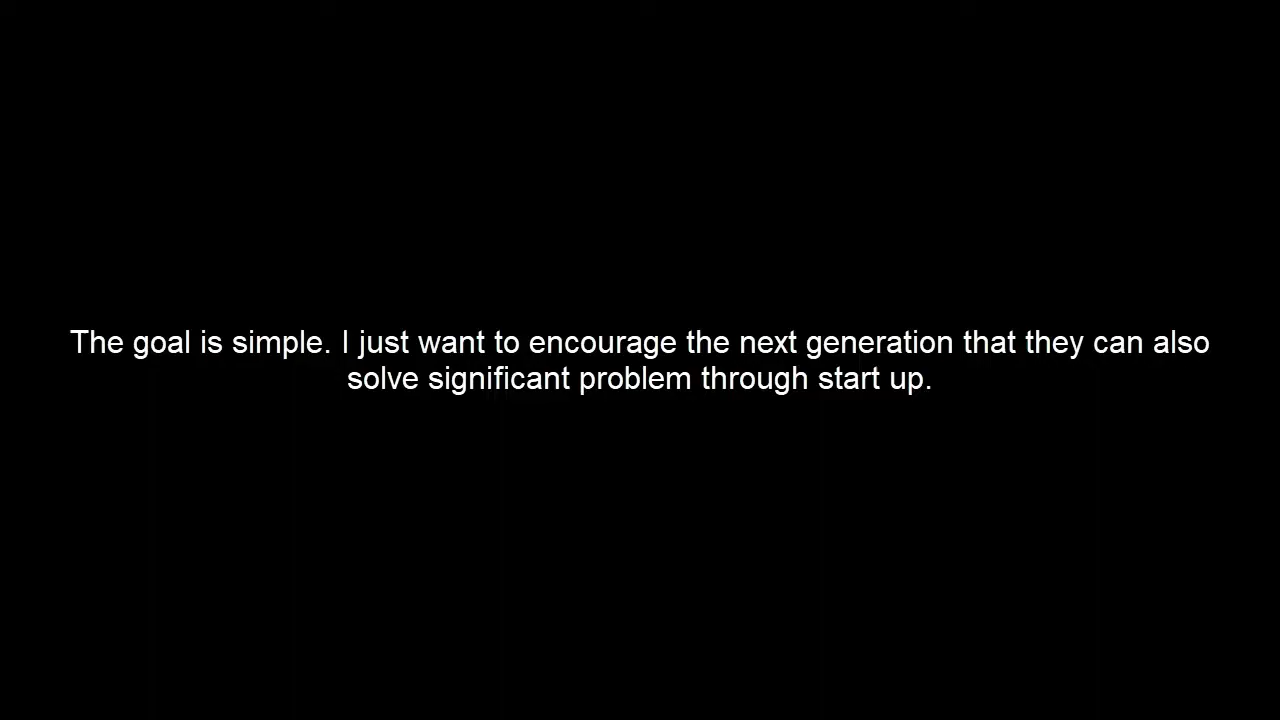 The goal is simple. I just want to encourage the next generation that they can also
solve significant problem through start up.